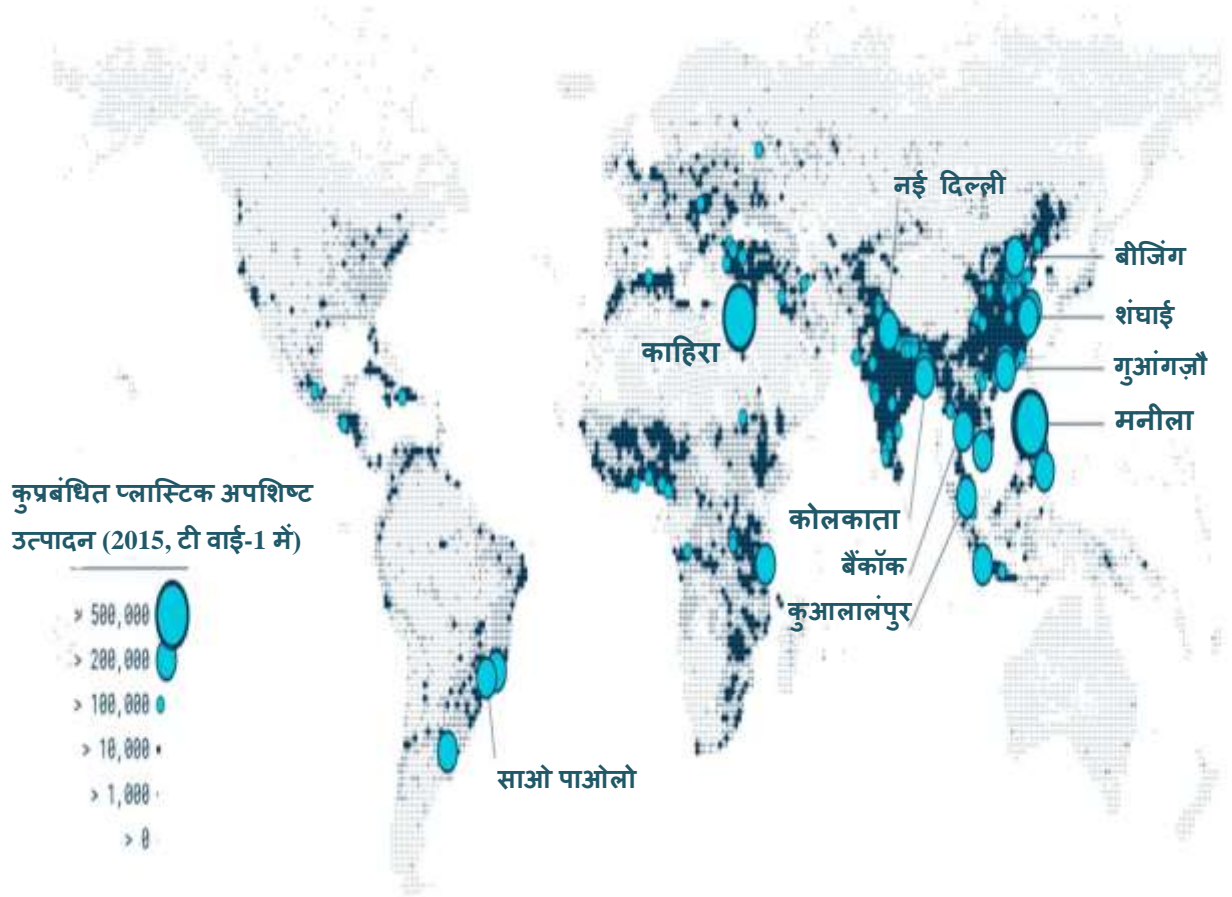 नई दिल्ली
बीजिंग
शंघाई
काहिरा
गुआंगज़ौ
मनीला
कुप्रबंधित प्लास्टिक अपशिष्ट
उत्पादन (2015, टी वाई-1 में)
कोलकाता
बैंकॉक
कुआलालंपुर
> 500,000
> 200,000
> 100,000
> 10,000
> 1,000
> 0
साओ पाओलो